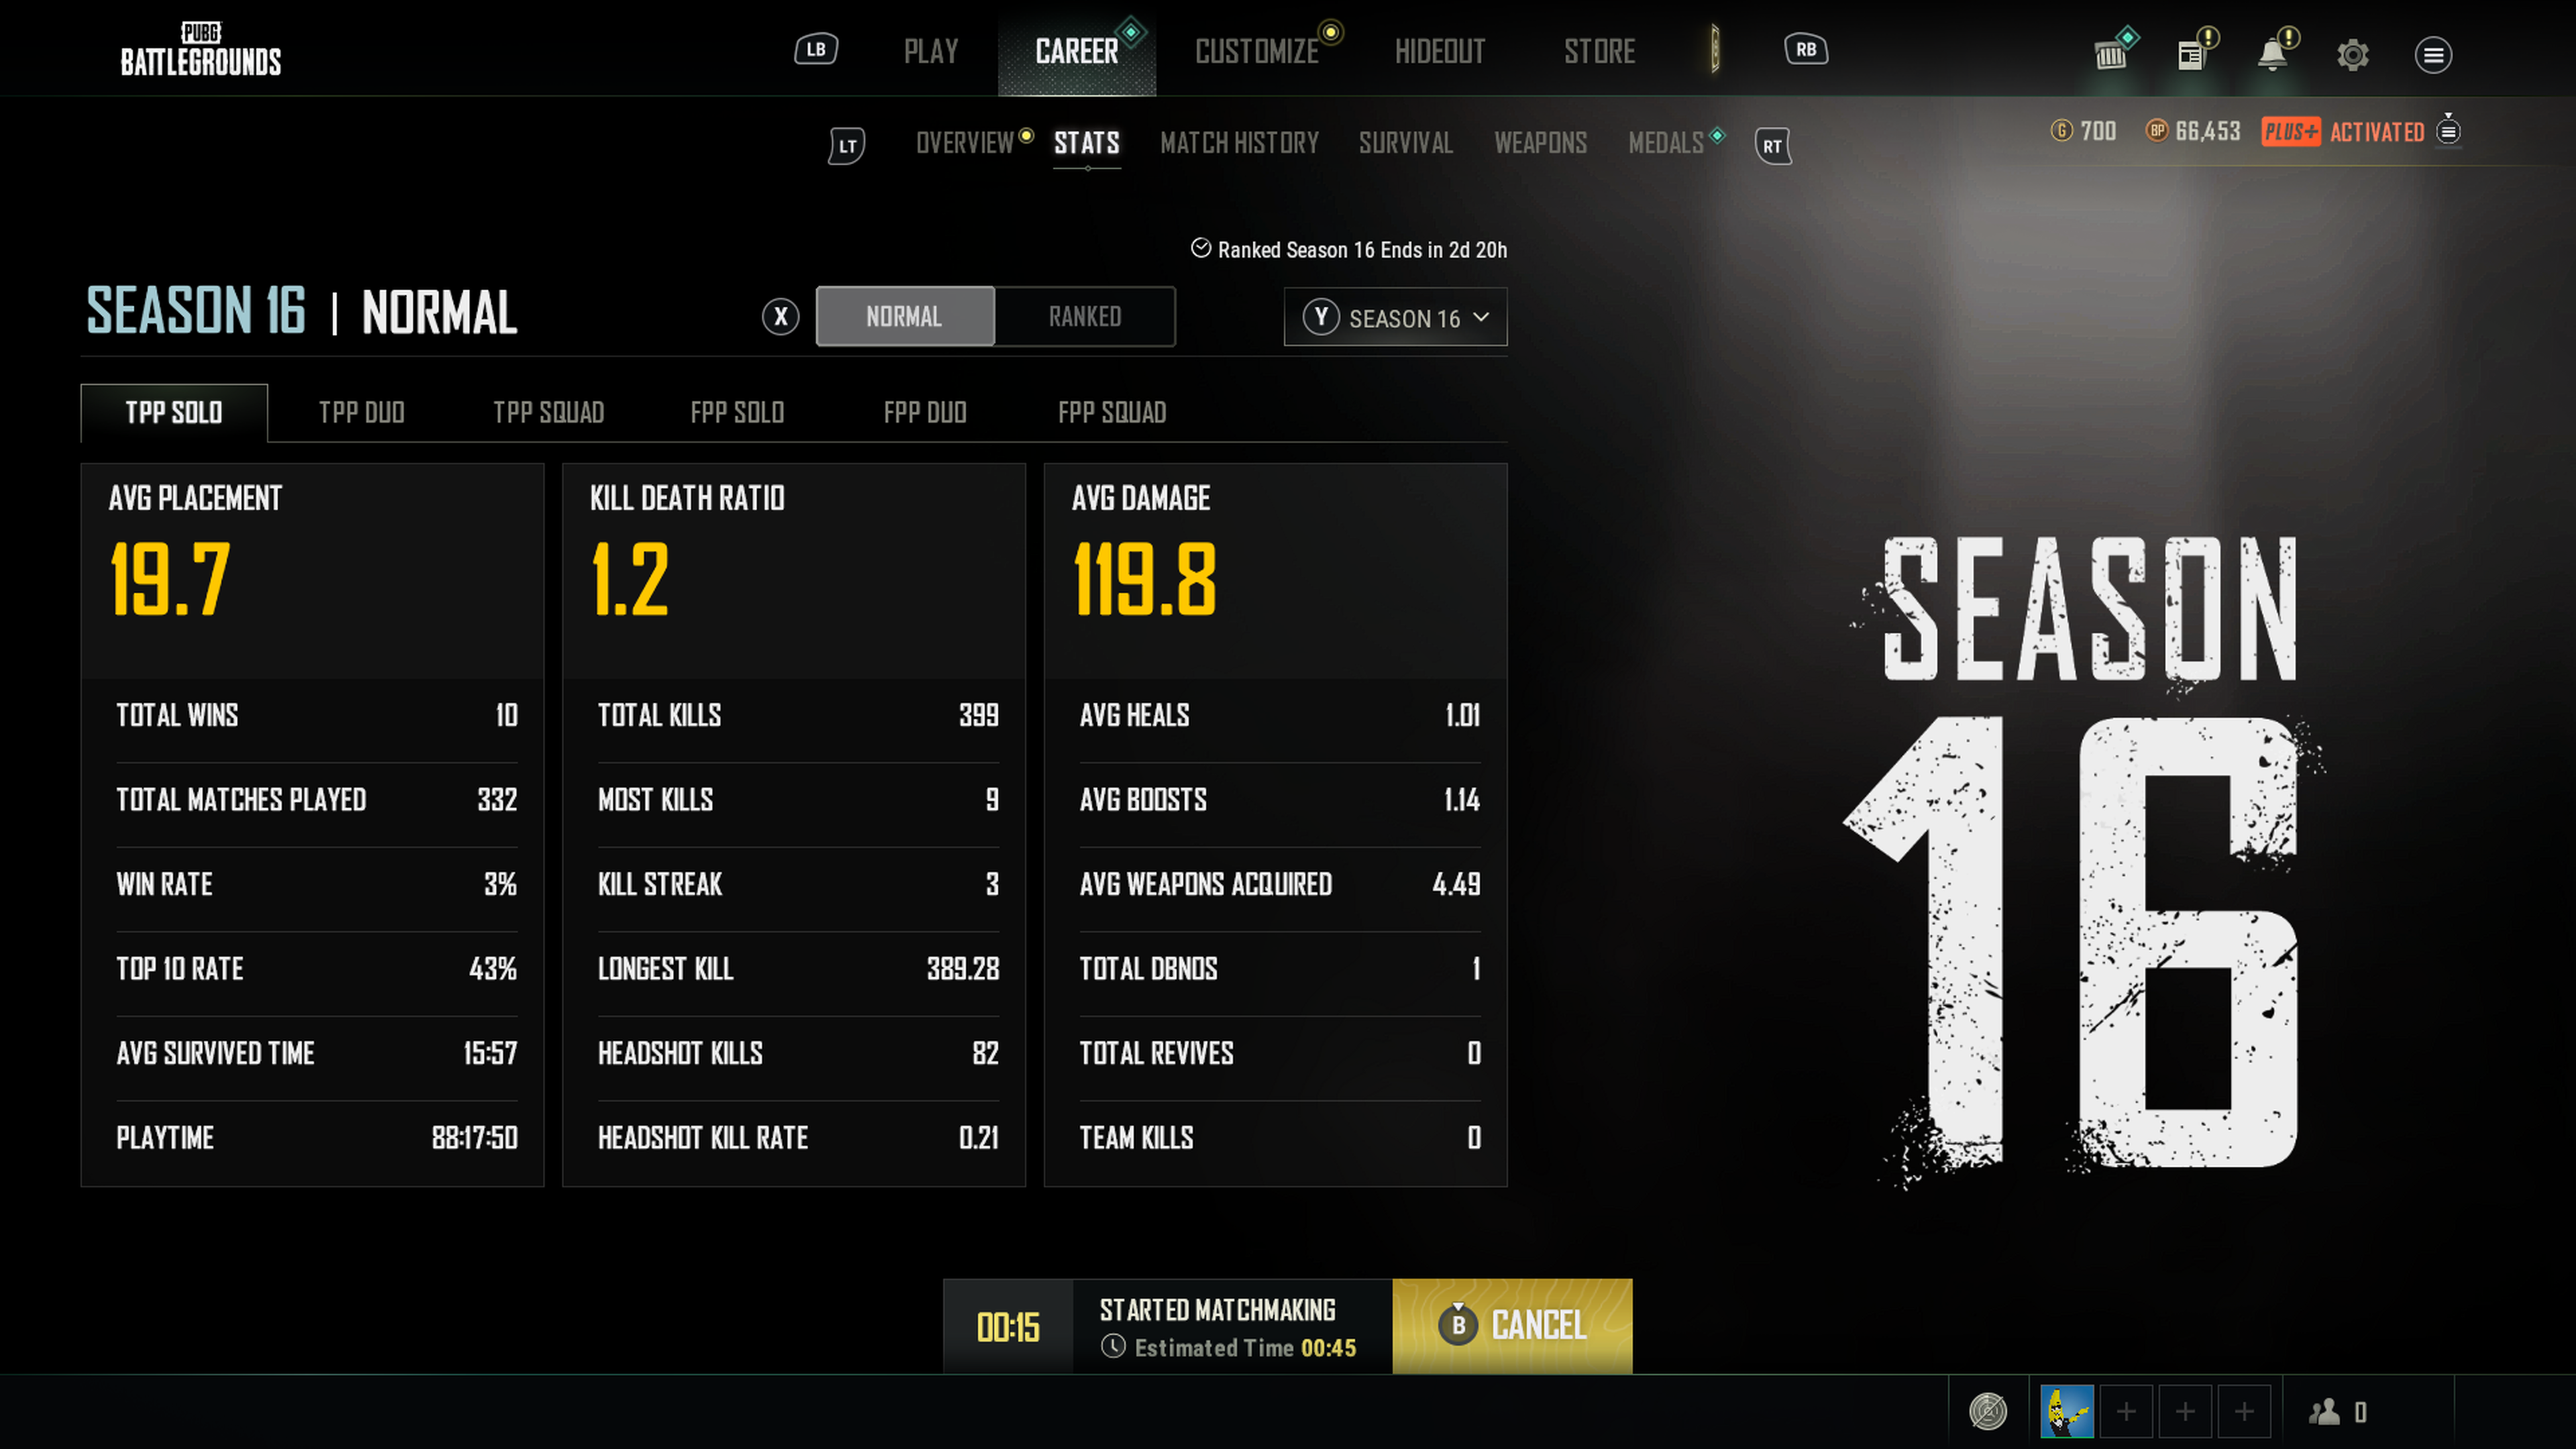 PUBG
BATTLEGROUNDS
LB
PLAY
CAREER
CUSTOMIZE
HIDEOUT
STORE
RB
LT
OVERVIEW
STATS
MATCH HISTORY
SURVIVAL
WEAPONS
MEDALS
RT
G 700
BP 66,453
PLUS+ ACTIVATED
Ranked Season 16 Ends in 2d 20h
SEASON 16 | NORMAL
X
NORMAL
RANKED
Y SEASON 16
TPP SOLO
TPP DUO
TPP SQUAD
FPP SOLO
FPP DUO
FPP SQUAD
AVG PLACEMENT
19.7
TOTAL WINS 10
TOTAL MATCHES PLAYED 332
WIN RATE 3%
TOP 10 RATE 43%
AVG SURVIVED TIME 15:57
PLAYTIME 88:17:50
KILL DEATH RATIO
1.2
TOTAL KILLS 399
MOST KILLS 9
KILL STREAK 3
LONGEST KILL 389.28
HEADSHOT KILLS 82
HEADSHOT KILL RATE 0.21
AVG DAMAGE
119.8
AVG HEALS 1.01
AVG BOOSTS 1.14
AVG WEAPONS ACQUIRED 4.49
TOTAL DBNOS 1
TOTAL REVIVES 0
TEAM KILLS 0
SEASON
16
00:15
STARTED MATCHMAKING
Estimated Time 00:45
B CANCEL
0